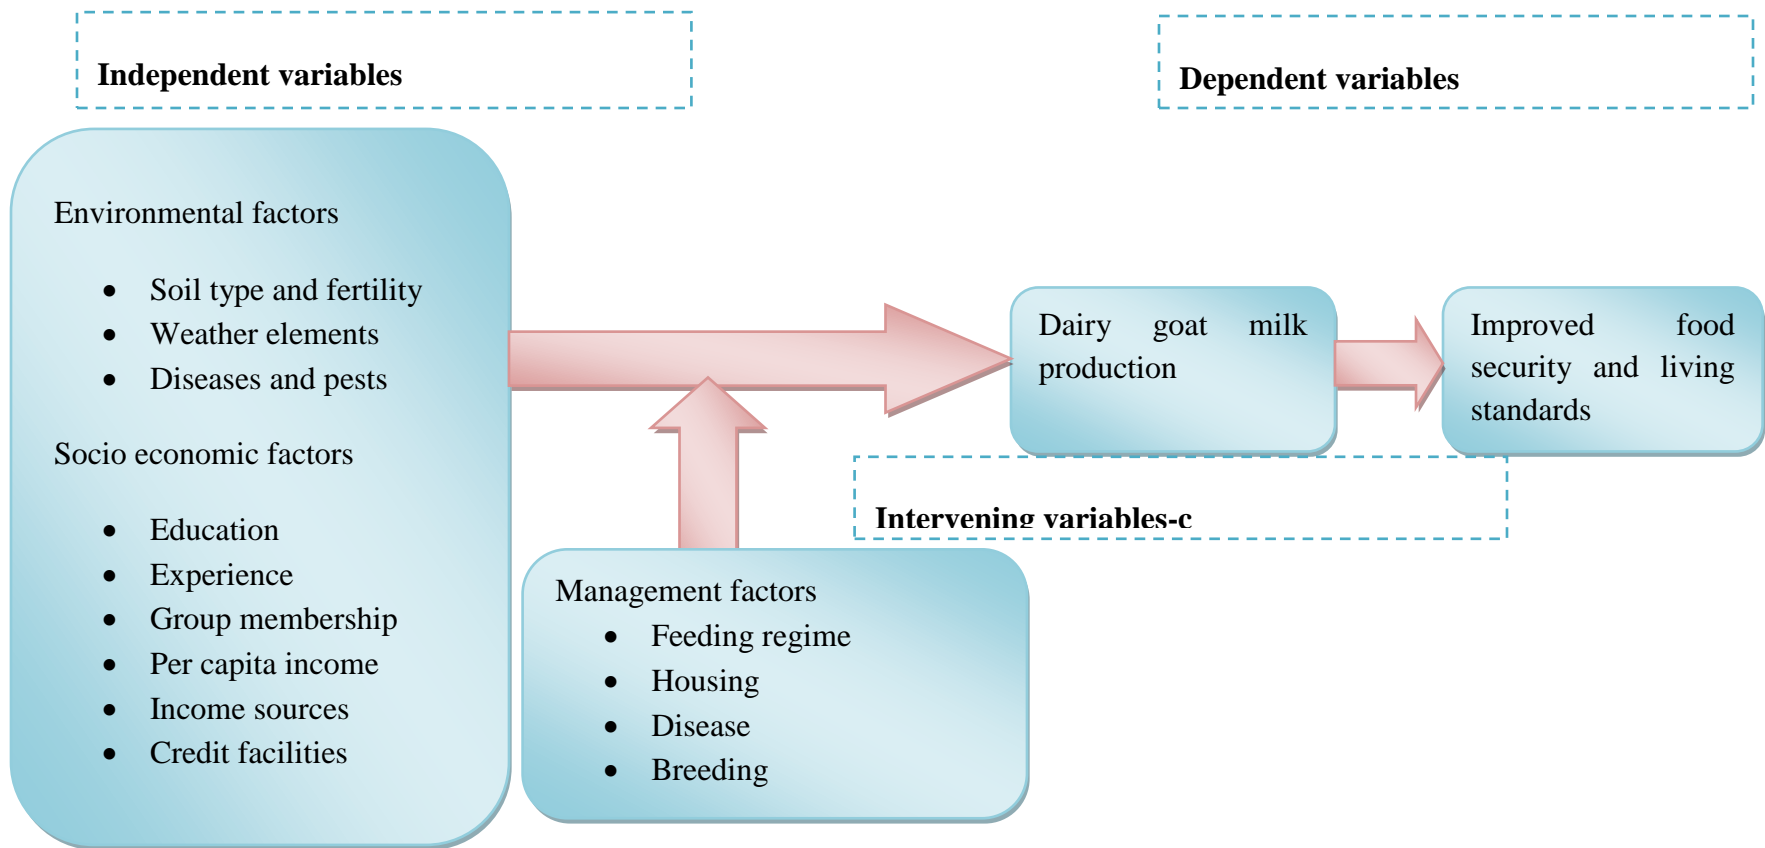 Independent variables
Dependent variables
Environmental factors
• Soil type and fertility
• Weather elements
• Diseases and pests
Socio economic factors
• Education
• Experience
• Group membership
• Per capita income
• Income sources
• Credit facilities
Dairy goat milk
production
Improved food
security and living
standards
Intervening variables-c
Management factors
• Feeding regime
• Housing
• Disease
• Breeding